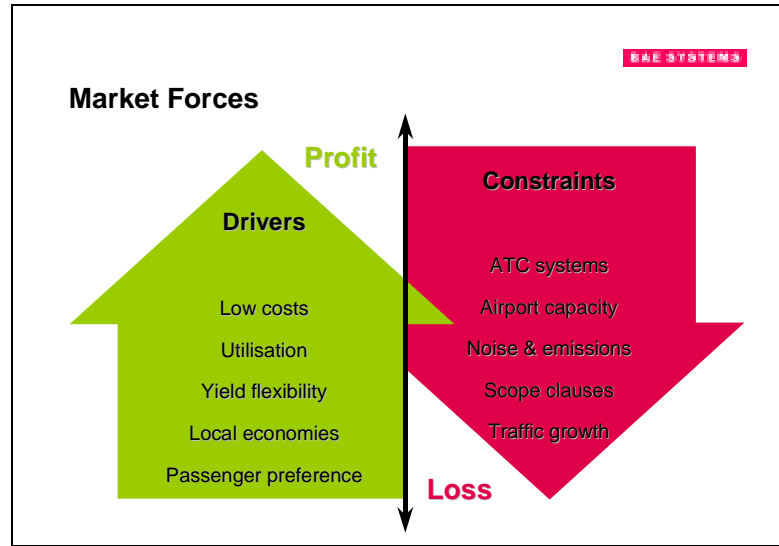 BAE SYSTEMS
Market Forces
Profit
Drivers
Low costs
Utilisation
Yield flexibility
Local economies
Passenger preference
Constraints
ATC systems
Airport capacity
Noise & emissions
Scope clauses
Traffic growth
Loss